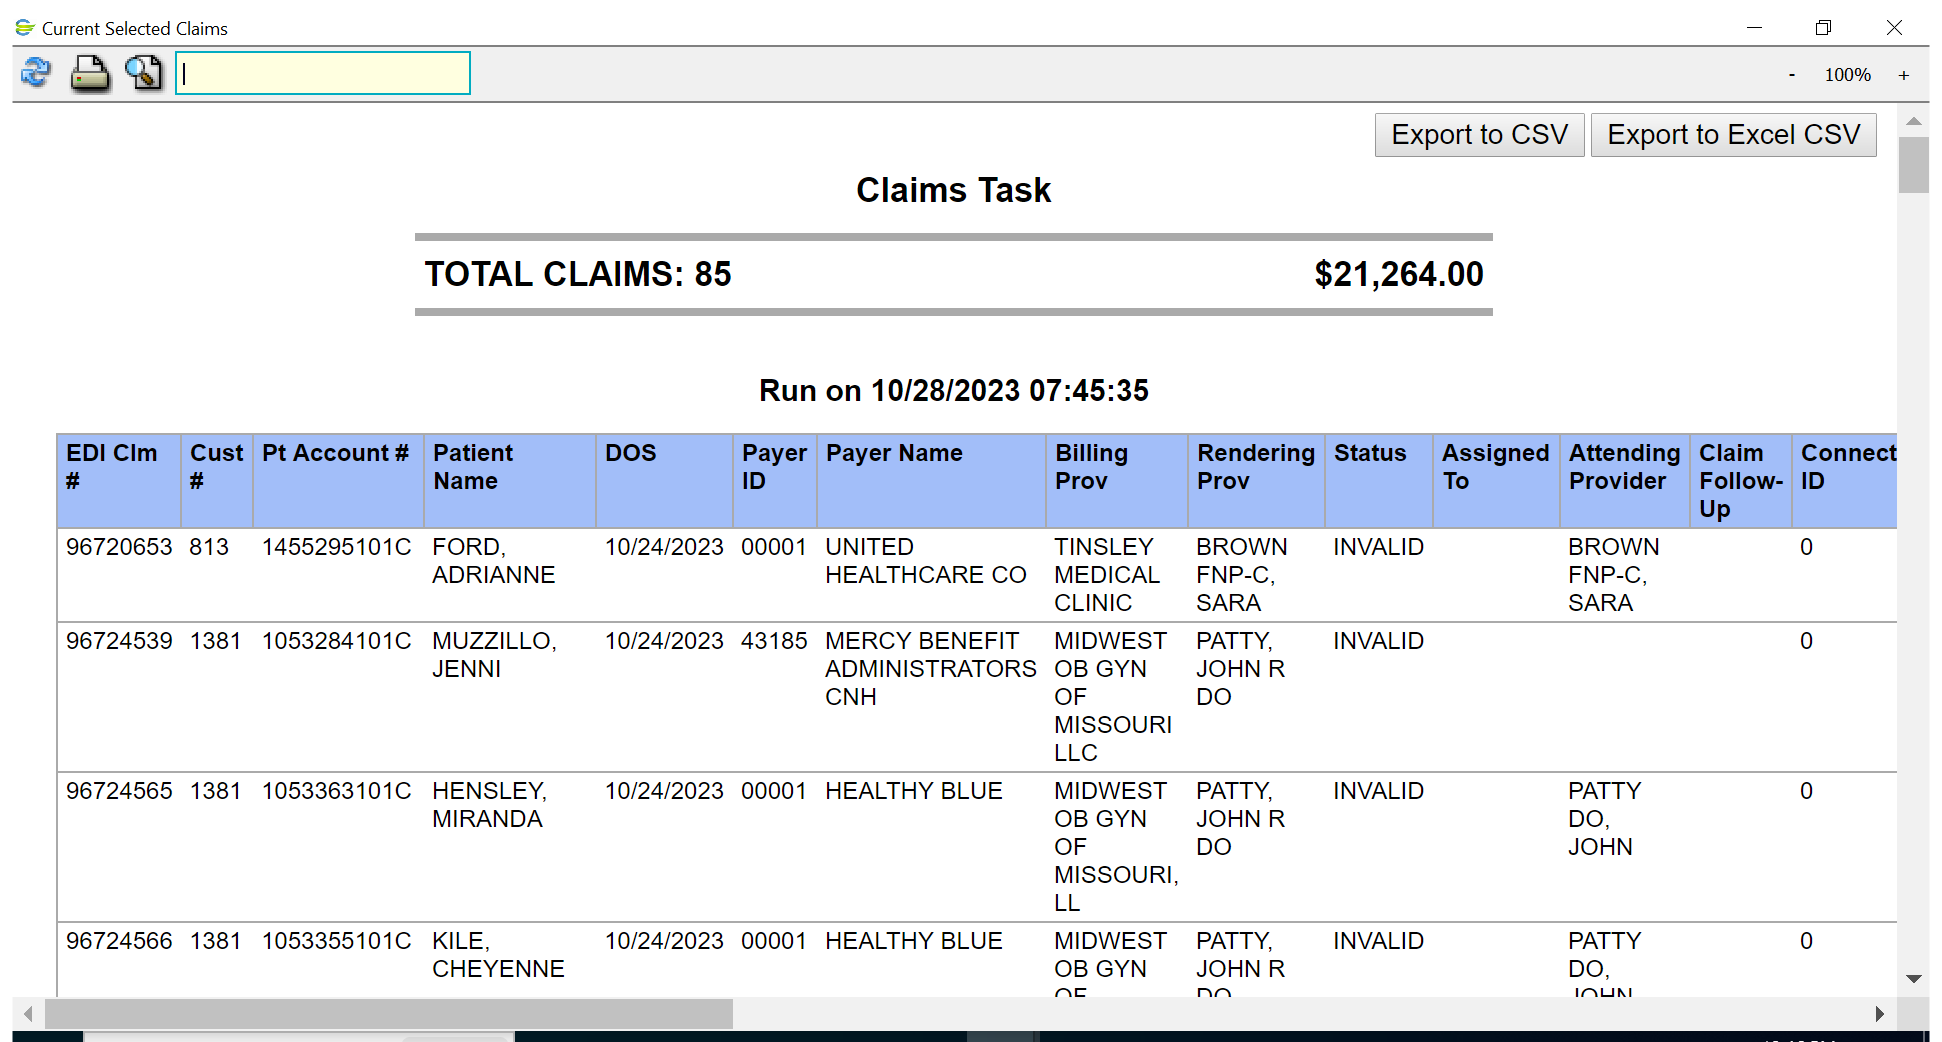 Current Selected Claims
- 100% +
Export to CSV Export to Excel CSV
Claims Task
TOTAL CLAIMS: 85 $21,264.00
Run on 10/28/2023 07:45:35
EDI Clm # Cust # Pt Account # Patient Name DOS Payer ID Payer Name Billing Prov Rendering Prov Status Assigned To Attending Provider Claim Follow-Up Connect ID
96720653 813 1455295101C FORD, ADRIANNE 10/24/2023 00001 UNITED HEALTHCARE CO TINSLEY MEDICAL CLINIC BROWN FNP-C, SARA INVALID BROWN FNP-C, SARA 0
96724539 1381 1053284101C MUZZILLO, JENNI 10/24/2023 43185 MERCY BENEFIT ADMINISTRATORS CNH MIDWEST OB GYN OF MISSOURI LLC PATTY, JOHN R DO INVALID 0
96724565 1381 1053363101C HENSLEY, MIRANDA 10/24/2023 00001 HEALTHY BLUE MIDWEST OB GYN OF MISSOURI, LL PATTY, JOHN R DO INVALID PATTY DO, JOHN 0
96724566 1381 1053355101C KILE, CHEYENNE 10/24/2023 00001 HEALTHY BLUE MIDWEST OB GYN OF PATTY, JOHN R DO INVALID PATTY DO, JOHN 0